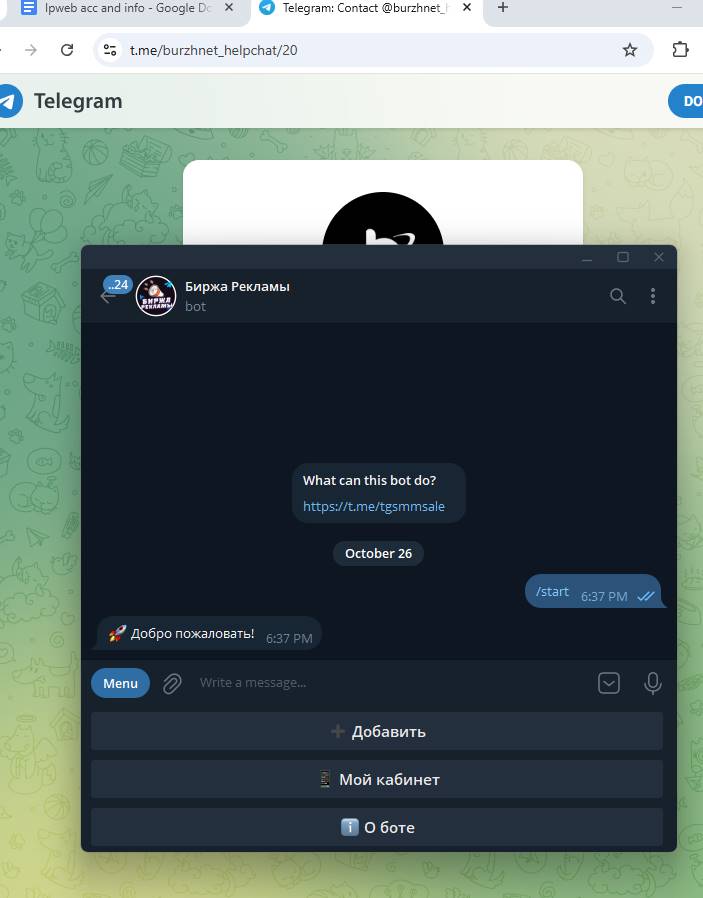 Ipweb acc and info - Google Do
Telegram: Contact @burzhnet_h
t.me/burzhnet_helpchat/20
Telegram
DO
..24
БИРЖА
РЕКЛАМЫ
Биржа Рекламы
bot
What can this bot do?
https://t.me/tgsmmsale
October 26
/start 6:37 PM
🚀 Добро пожаловать! 6:37 PM
Menu
Write a message...
➕ Добавить
📱 Мой кабинет
ℹ️ О боте